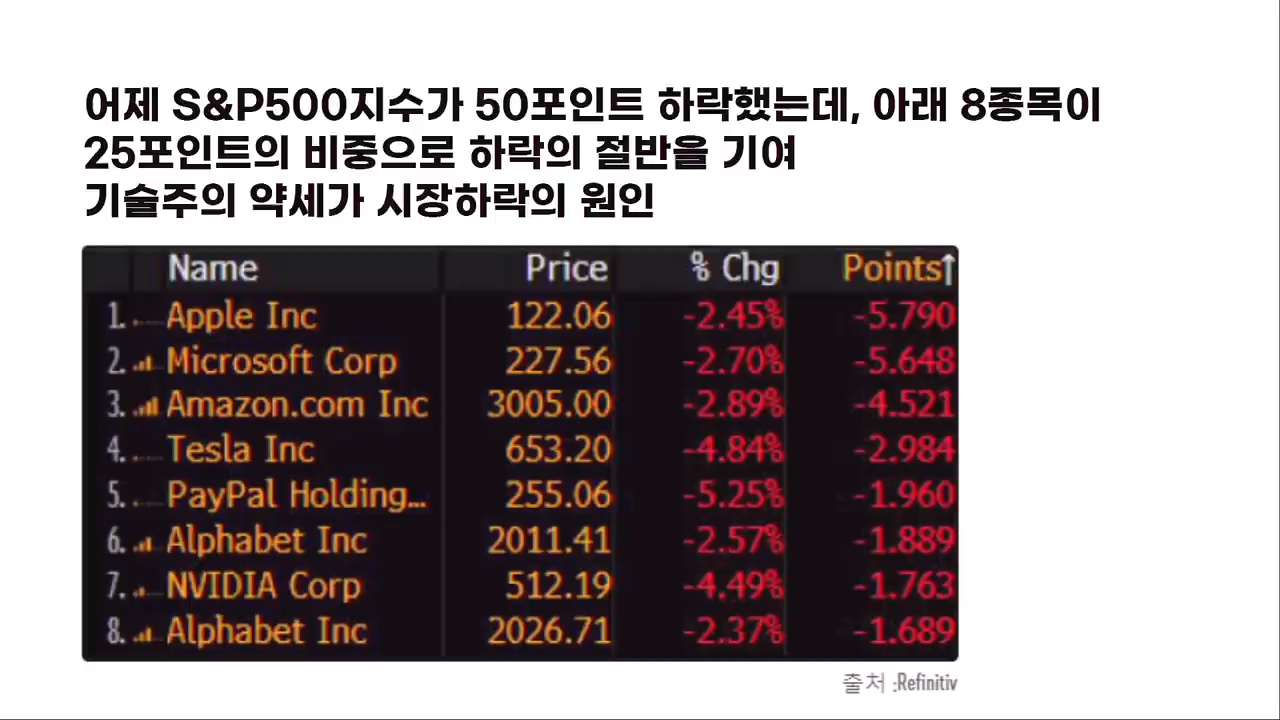 어제 S&P500지수가 50포인트 하락했는데, 아래 8종목이
25포인트의 비중으로 하락의 절반을 기여
기술주의 약세가 시장하락의 원인
Name Price % Chg Points↑
1. Apple Inc 122.06 -2.45% -5.790
2. Microsoft Corp 227.56 -2.70% -5.648
3. Amazon.com Inc 3005.00 -2.89% -4.521
4. Tesla Inc 653.20 -4.84% -2.984
5. PayPal Holding... 255.06 -5.25% -1.960
6. Alphabet Inc 2011.41 -2.57% -1.889
7. NVIDIA Corp 512.19 -4.49% -1.763
8. Alphabet Inc 2026.71 -2.37% -1.689
출처 :Refinitiv